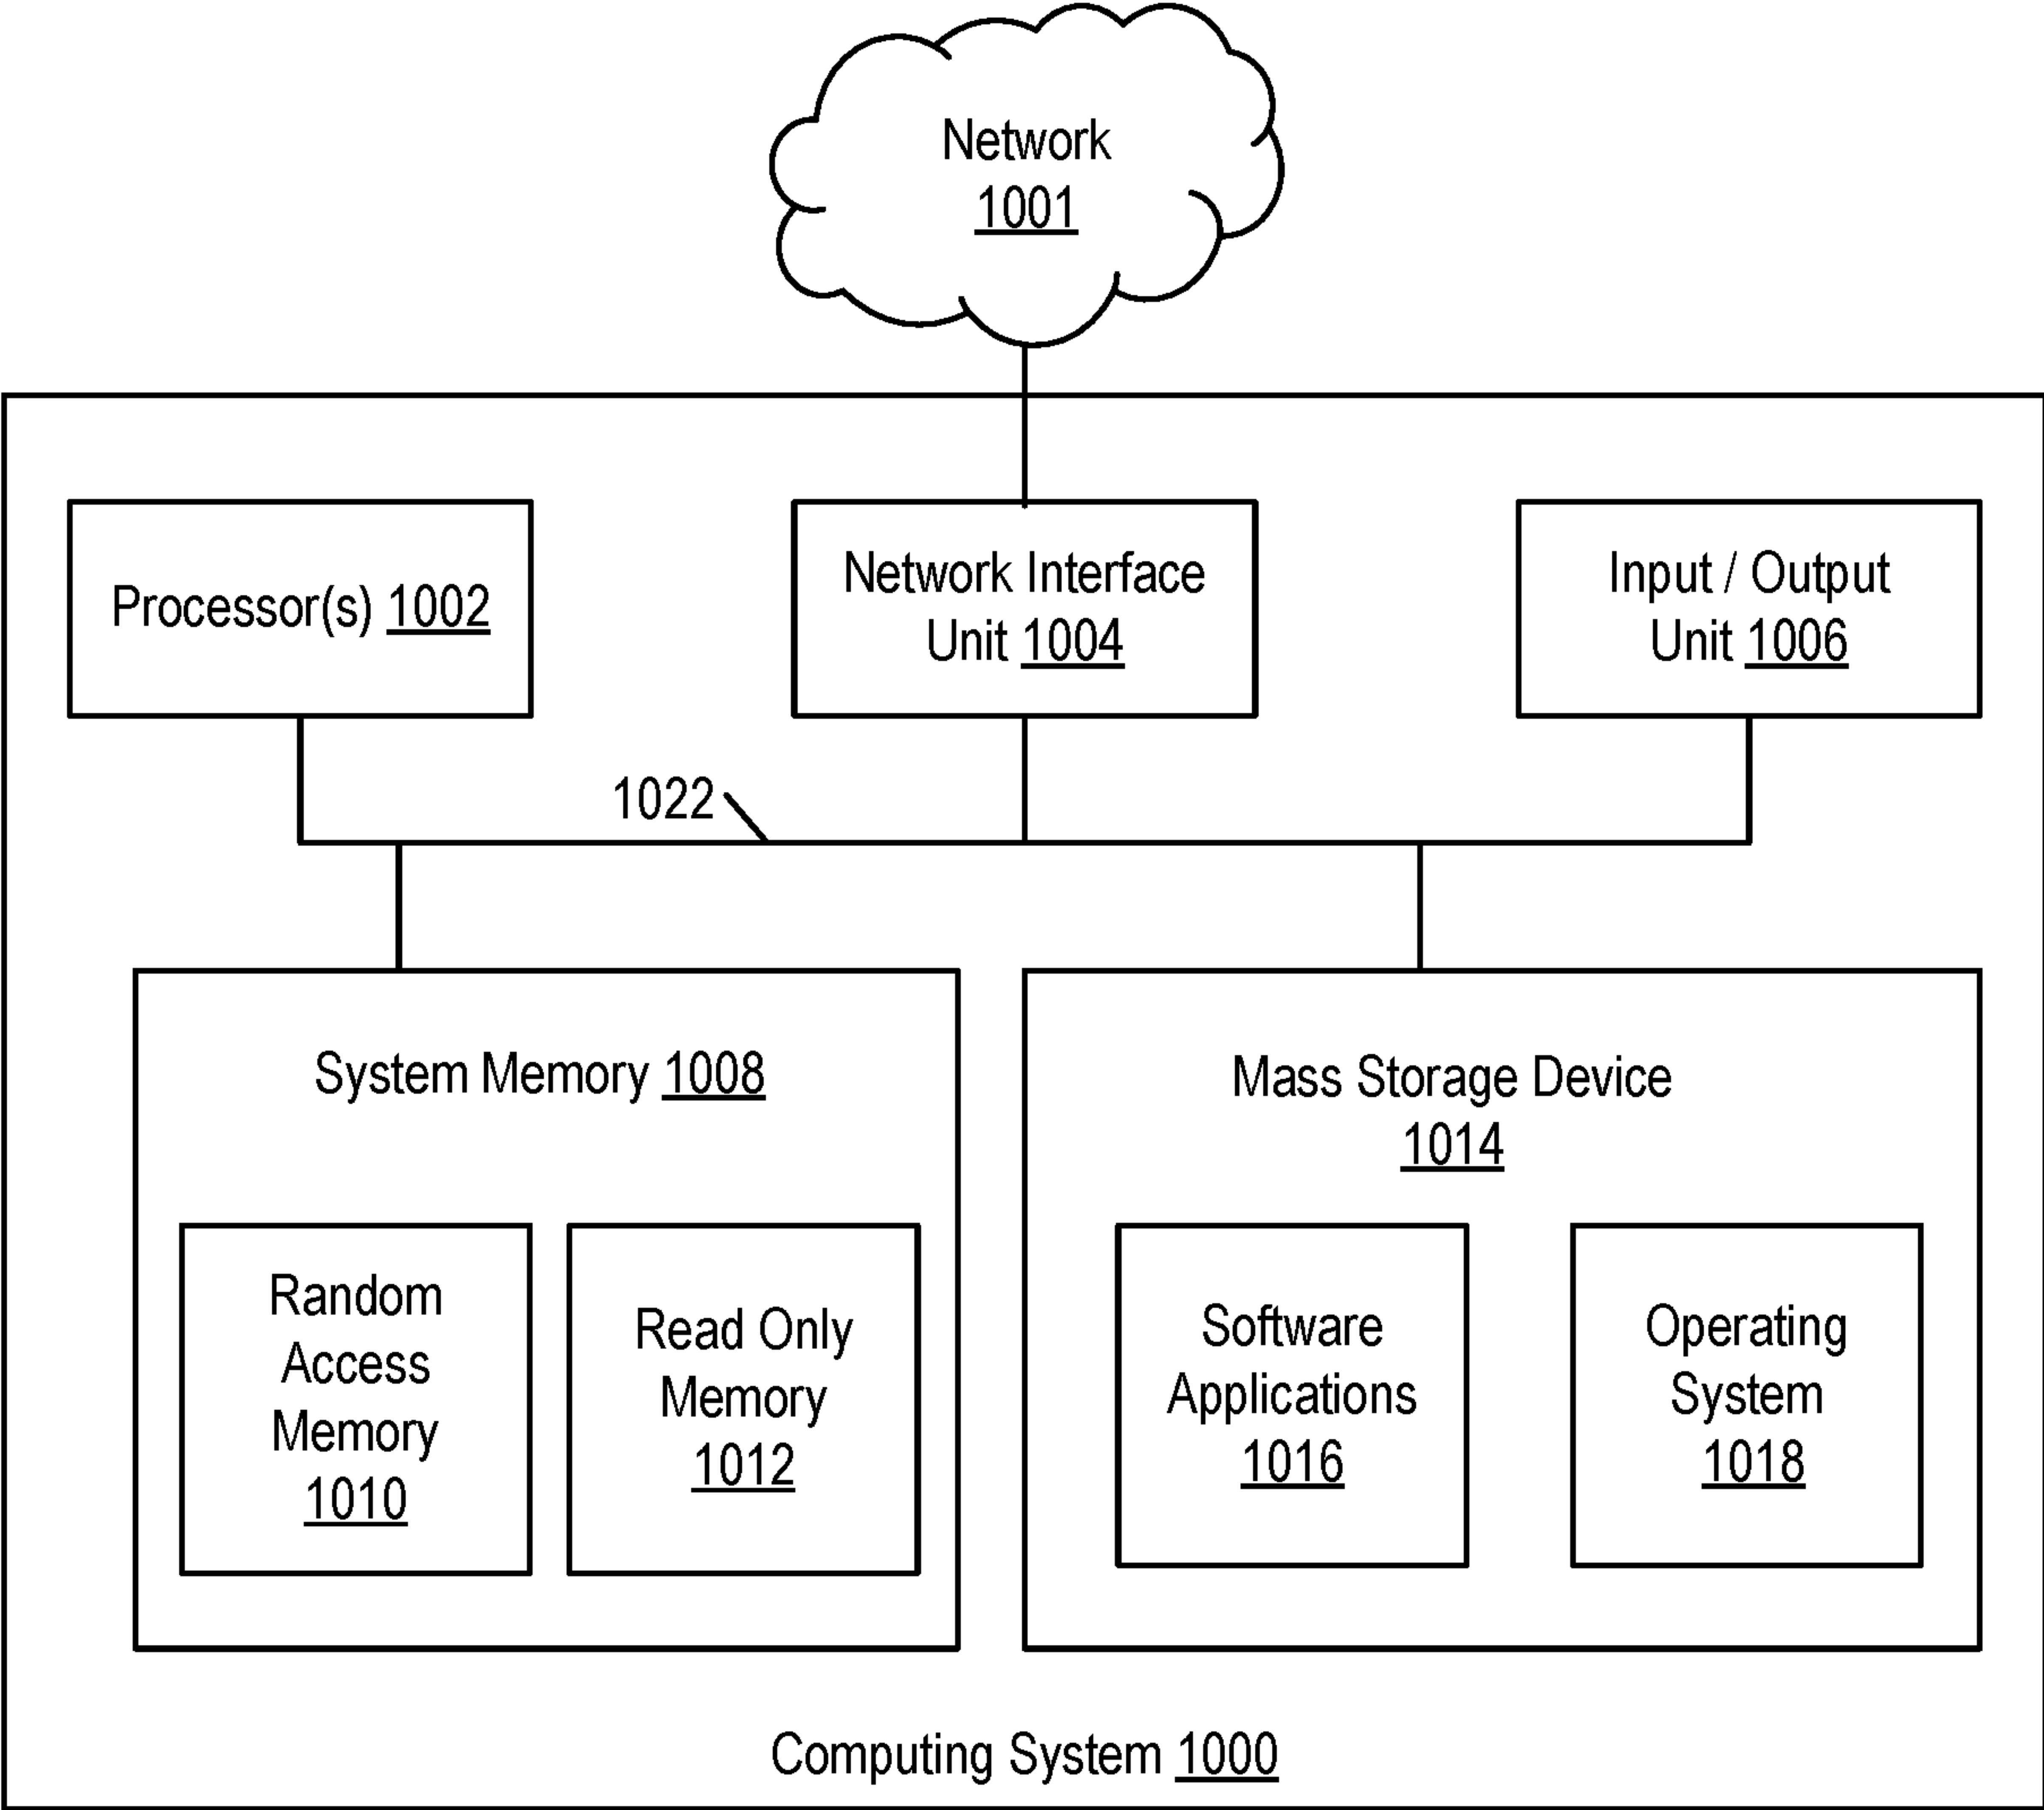 Network
1001
Processor(s) 1002
Network Interface
Unit 1004
Input / Output
Unit 1006
1022
System Memory 1008
Mass Storage Device
1014
Random
Access
Memory
1010
Read Only
Memory
1012
Software
Applications
1016
Operating
System
1018
Computing System 1000